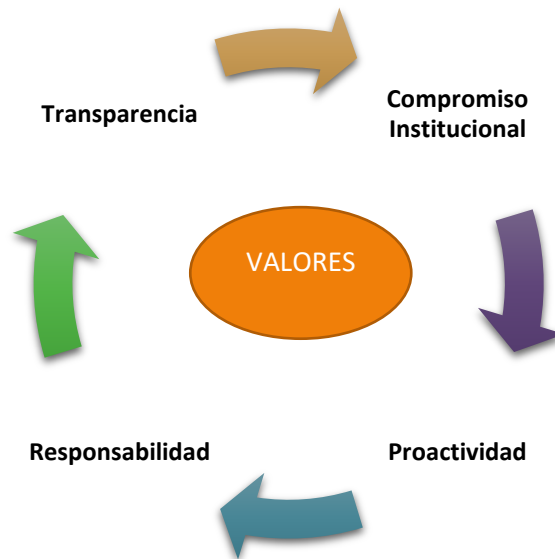 Transparencia
Compromiso
Institucional
VALORES
Responsabilidad
Proactividad